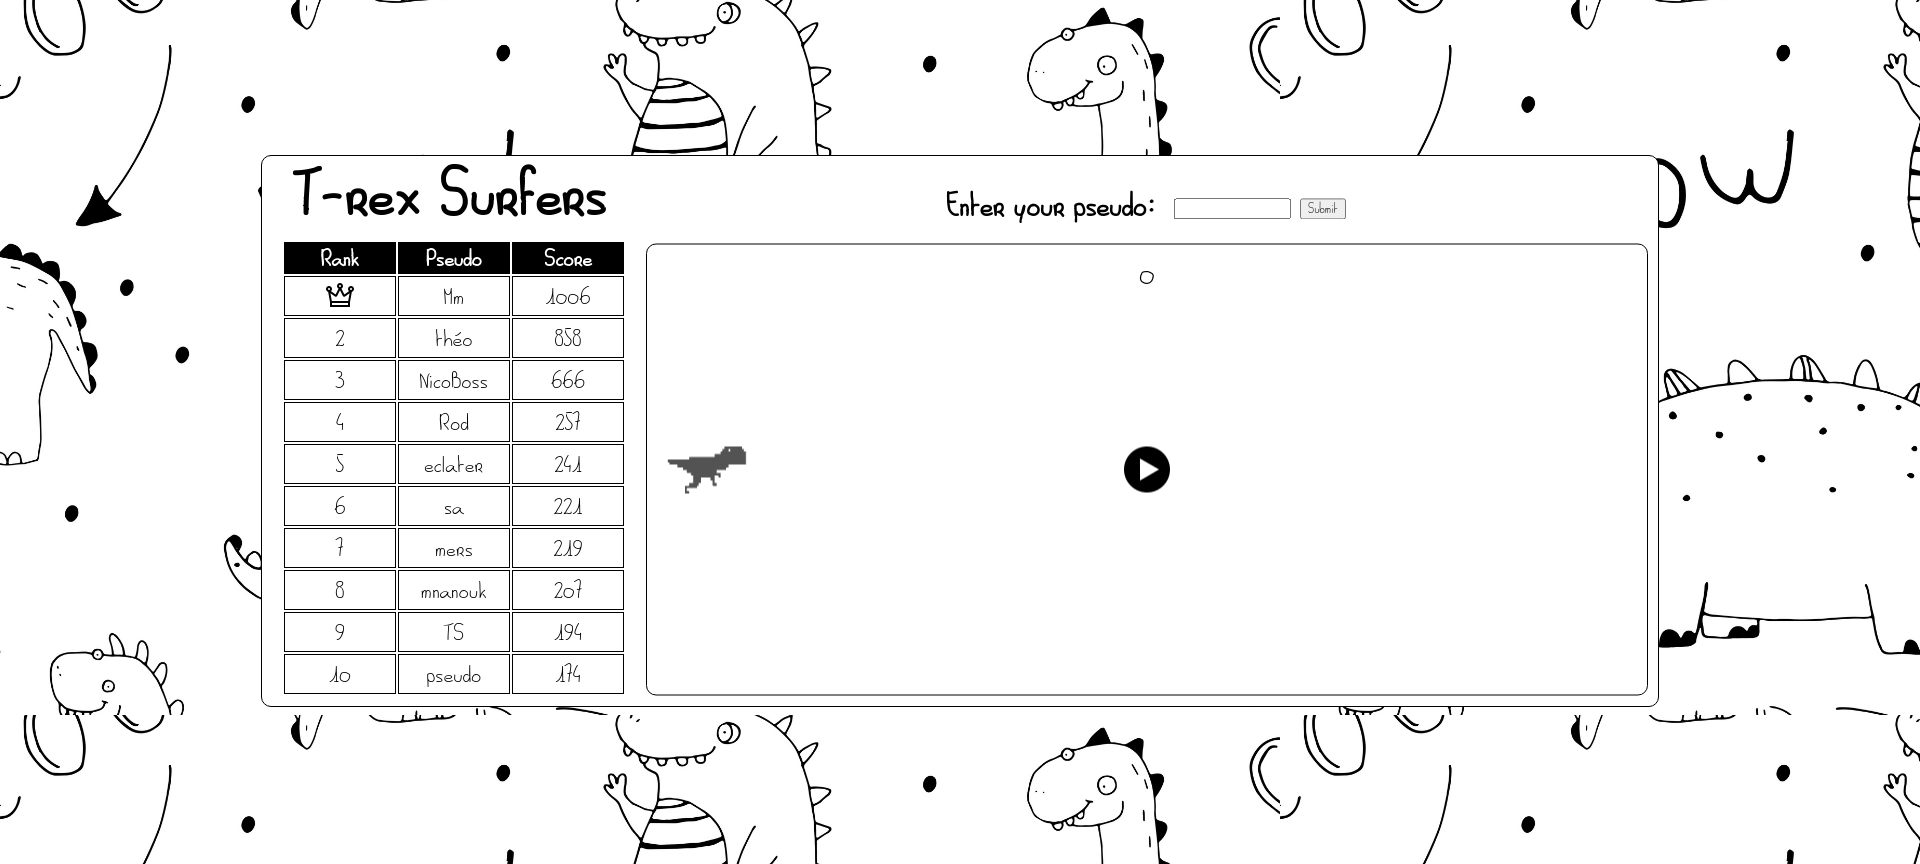 T-rex Surfers
Enter your pseudo:
Submit
Rank Pseudo Score
Mm 1006
2 théo 858
3 NicoBoss 666
4 Rod 257
5 eclater 241
6 sa 221
7 mers 219
8 mnanouk 207
9 TS 194
10 pseudo 174
0
ow